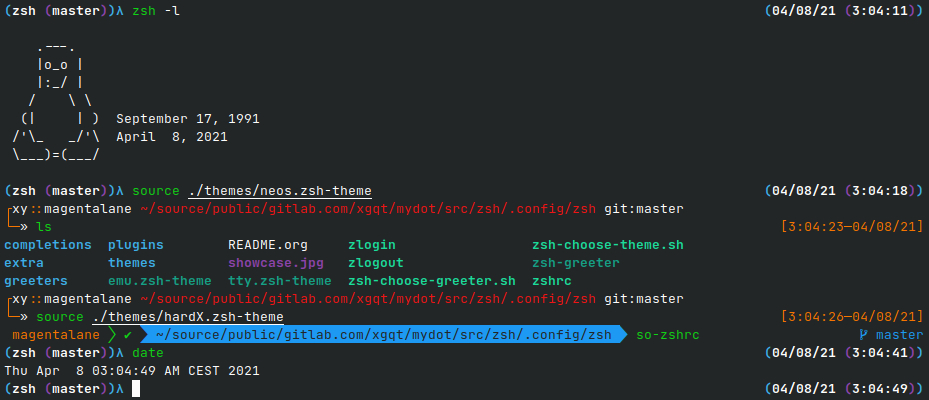 (zsh (master))λ zsh -l (04/08/21 (3:04:11))
.---.
|o_o |
|:_/ |
/ \ \
(| | ) September 17, 1991
/'\_ _/'\ April 8, 2021
\___)=(___/
(zsh (master))λ source ./themes/neos.zsh-theme (04/08/21 (3:04:18))
┌xy::magentalane ~/source/public/gitlab.com/xgqt/mydot/src/zsh/.config/zsh git:master
└─» ls [3:04:23─04/08/21]
completions plugins README.org zlogin zsh-choose-theme.sh
extra themes showcase.jpg zlogout zsh-greeter
greeters emu.zsh-theme tty.zsh-theme zsh-choose-greeter.sh zshrc
┌xy::magentalane ~/source/public/gitlab.com/xgqt/mydot/src/zsh/.config/zsh git:master
└─» source ./themes/hardX.zsh-theme [3:04:26─04/08/21]
magentalane ✔ ~/source/public/gitlab.com/xgqt/mydot/src/zsh/.config/zsh so-zshrc master
(zsh (master))λ date (04/08/21 (3:04:41))
Thu Apr  8 03:04:49 AM CEST 2021
(zsh (master))λ (04/08/21 (3:04:49))